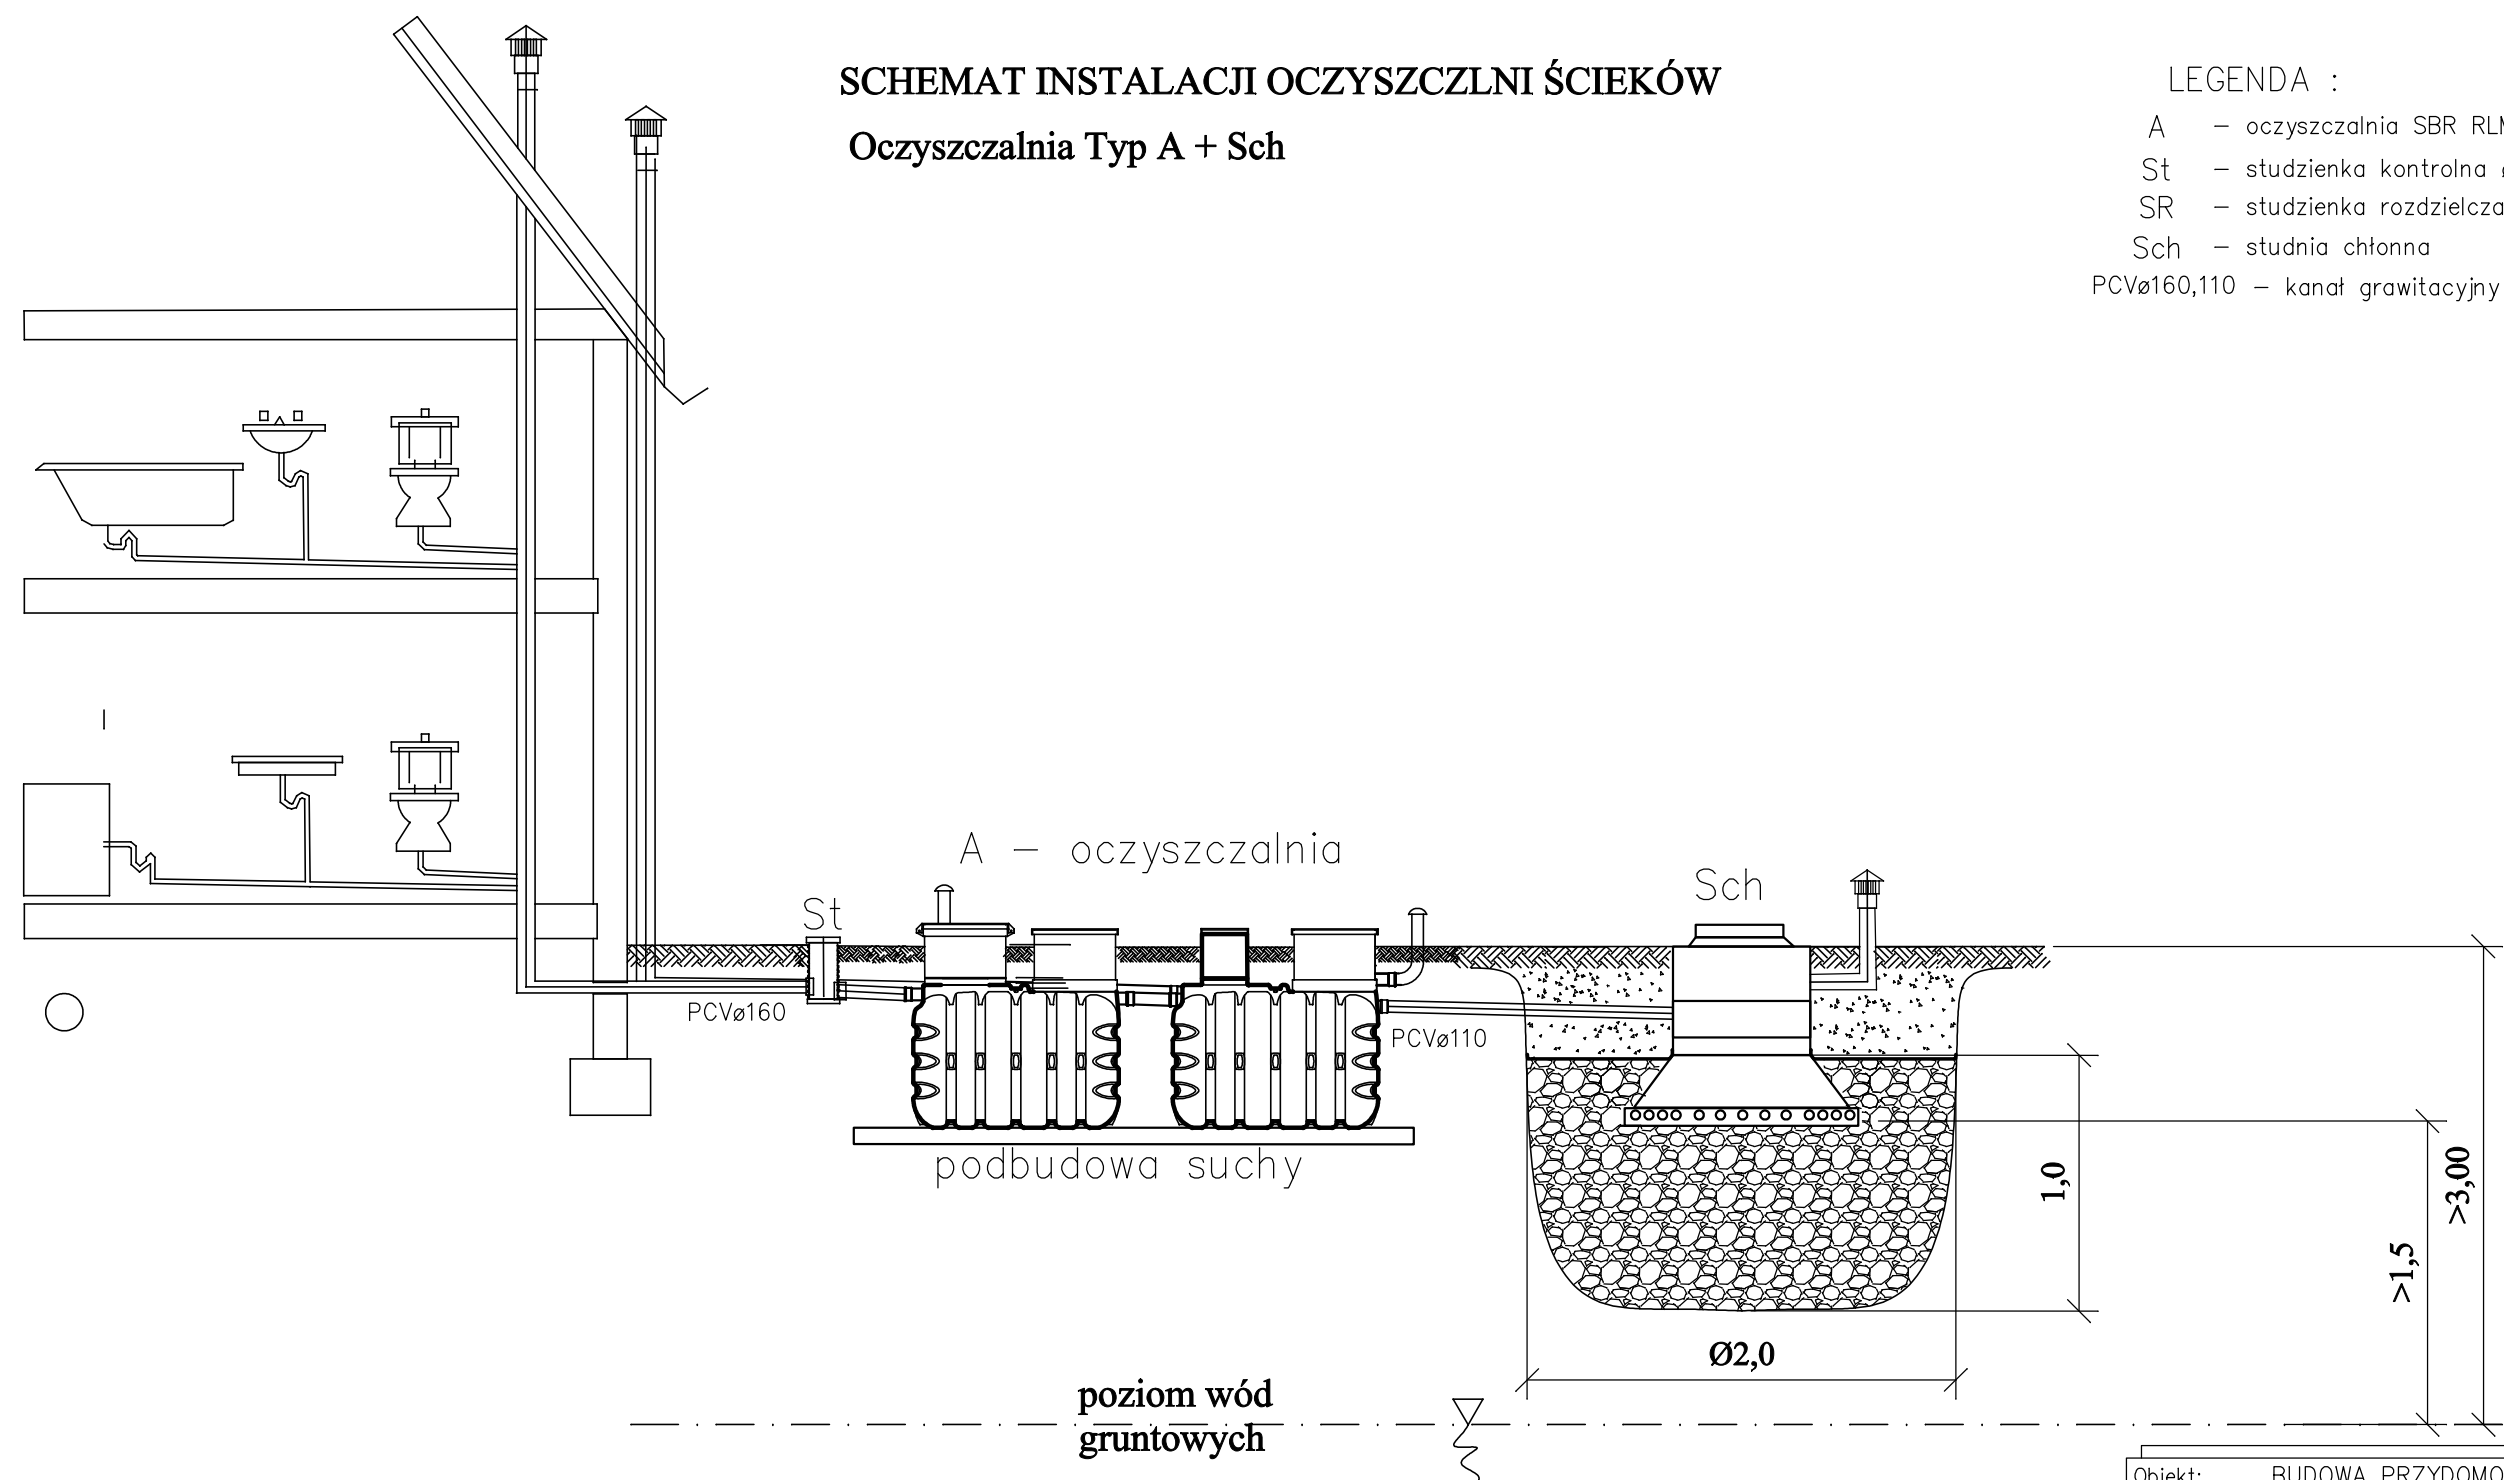 SCHEMAT INSTALACJI OCZYSZCZLNI ŚCIEKÓW
Oczyszczalnia Typ A + Sch
LEGENDA :
A – oczyszczalnia SBR
St – studzienka kontrolna
SR – studzienka rozdzielcza
Sch – studnia chłonna
PCVø160,110 – kanał grawitacyjny
A – oczyszczalnia
St
Sch
PCVø160
PCVø110
podbudowa suchy
1,0
>1,5
>3,00
Ø2,0
poziom wód
gruntowych
Obiekt: BUDOWA